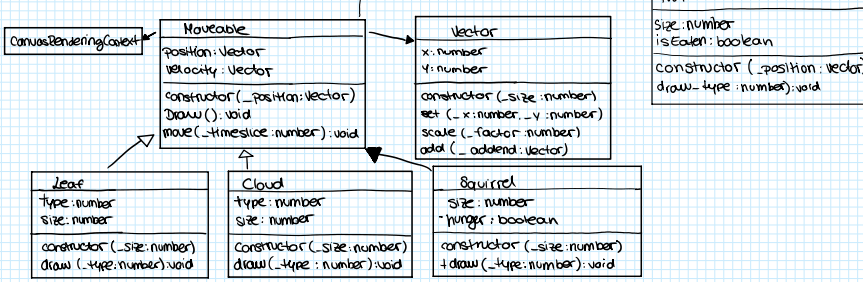 CanvasRenderingContext
Moveable
position: Vector
velocity: Vector
constructor(_position: Vector)
Draw(): void
move(_timeslice: number): void
Vector
x: number
y: number
constructor(_size: number)
set (_x: number, _y: number)
scale (_factor: number)
add (_addend: Vector)
size: number
isEaten: boolean
constructor (_position: vector
draw_type: number): void
Leaf
type: number
size: number
constructor (_size: number)
draw (_type: number): void
Cloud
type: number
size: number
constructor (_size: number)
draw (_type: number): void
Squirrel
size: number
-hunger: boolean
constructor (_size: number)
+draw (_type: number): void